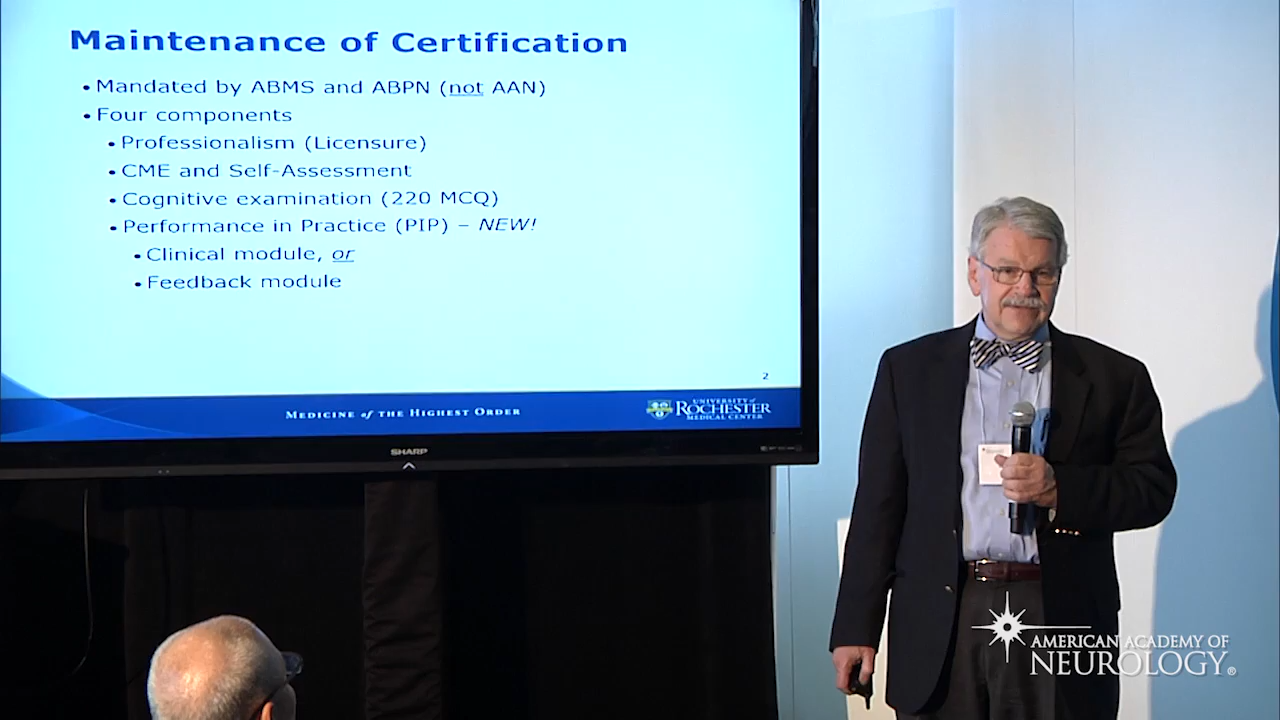 Maintenance of Certification
• Mandated by ABMS and ABPN (not AAN)
• Four components
• Professionalism (Licensure)
• CME and Self-Assessment
• Cognitive examination (220 MCQ)
• Performance in Practice (PIP) – NEW!
• Clinical module, or
• Feedback module
2
MEDICINE of THE HIGHEST ORDER
UNIVERSITY of
ROCHESTER
MEDICAL CENTER
SHARP
AMERICAN ACADEMY OF
NEUROLOGY®